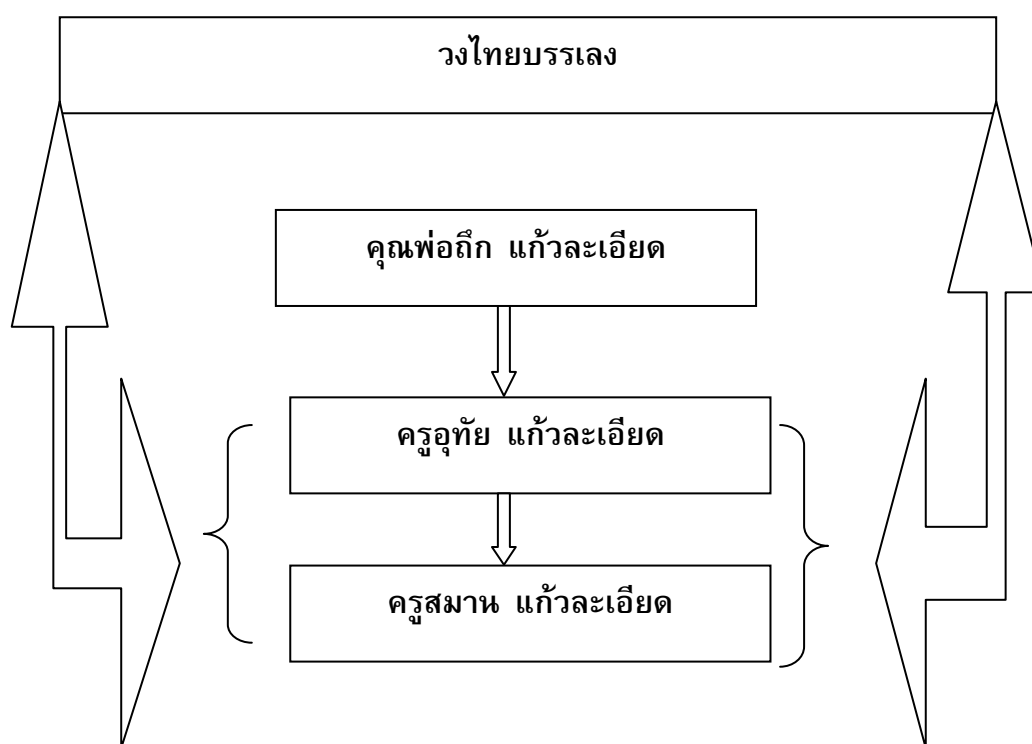 วงไทยบรรเลง
คุณพ่อถึก แก้วละเอียด
ครูอุทัย แก้วละเอียด
ครูสมาน แก้วละเอียด